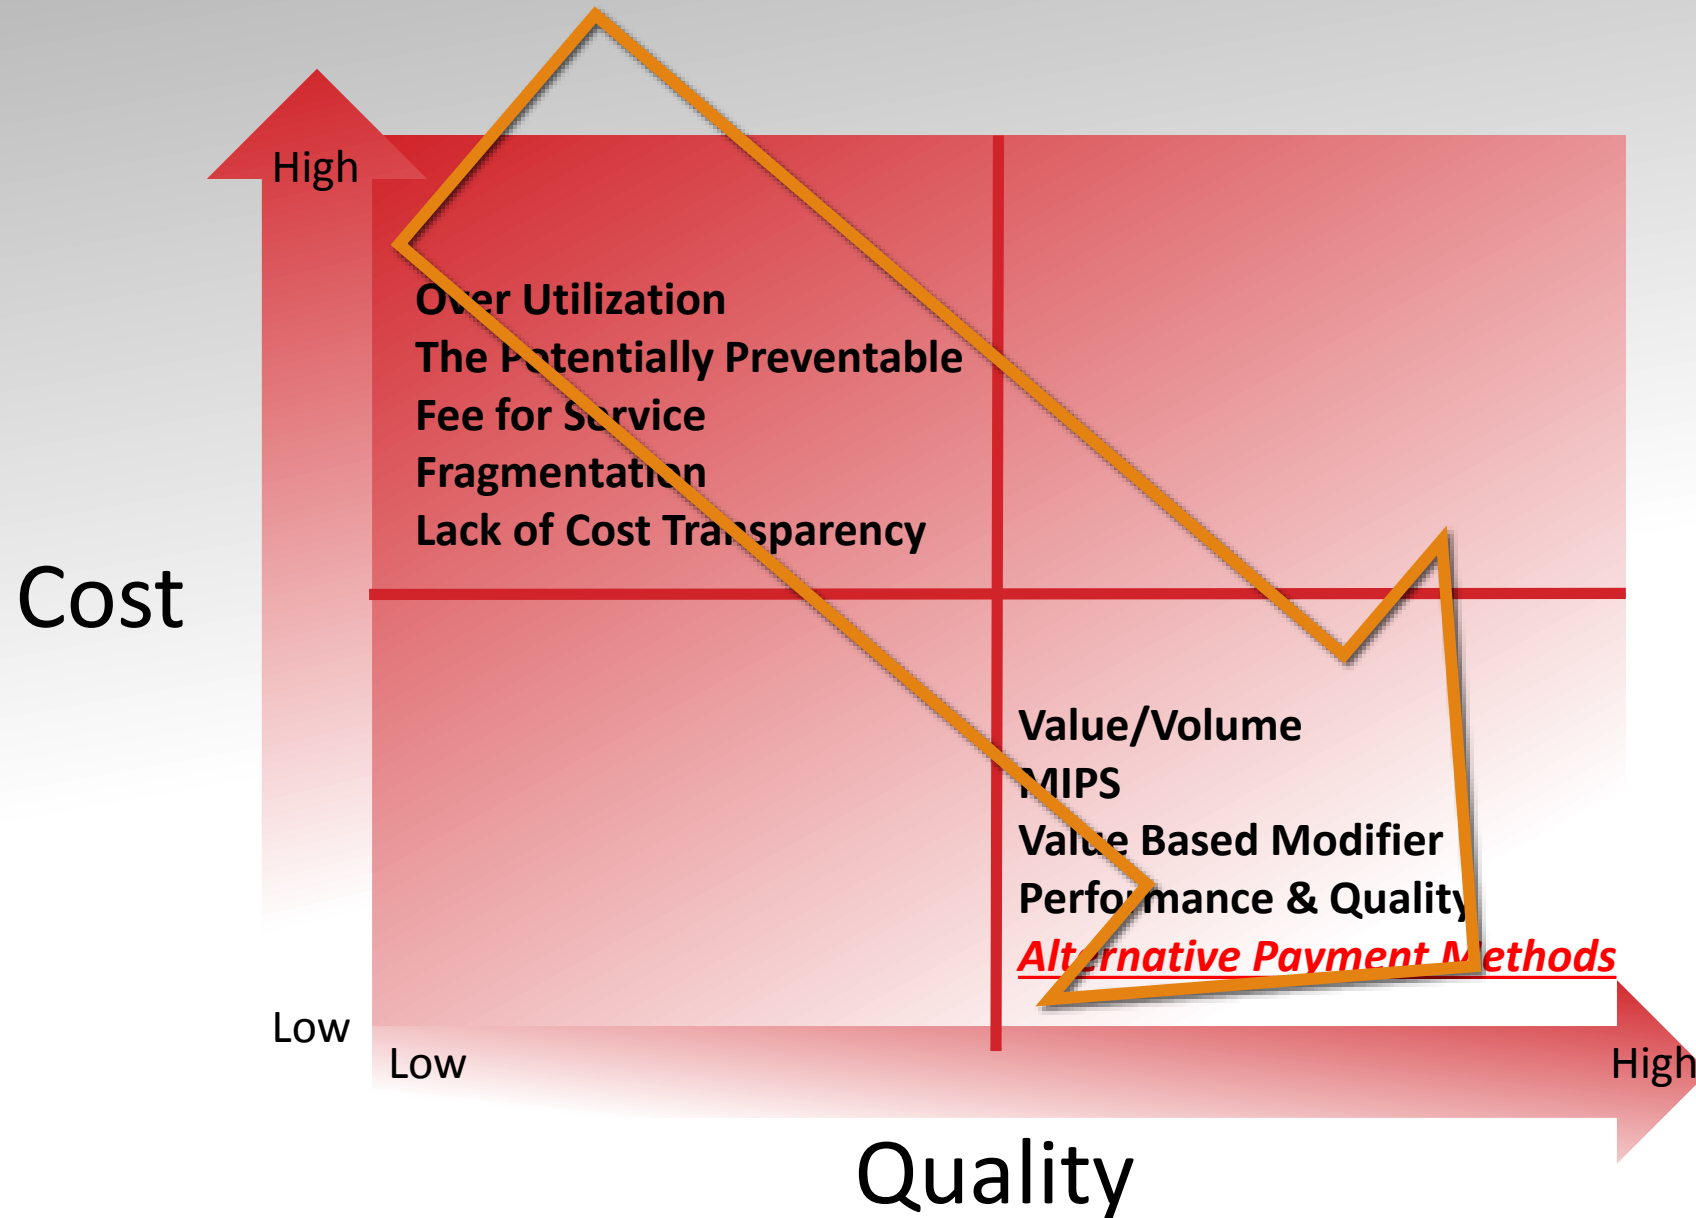 High
Over Utilization
The Potentially Preventable
Fee for Service
Fragmentation
Lack of Cost Transparency
Cost
Value/Volume
MIPS
Value Based Modifier
Performance & Quality
Alternative Payment Methods
Low
Low
High
Quality